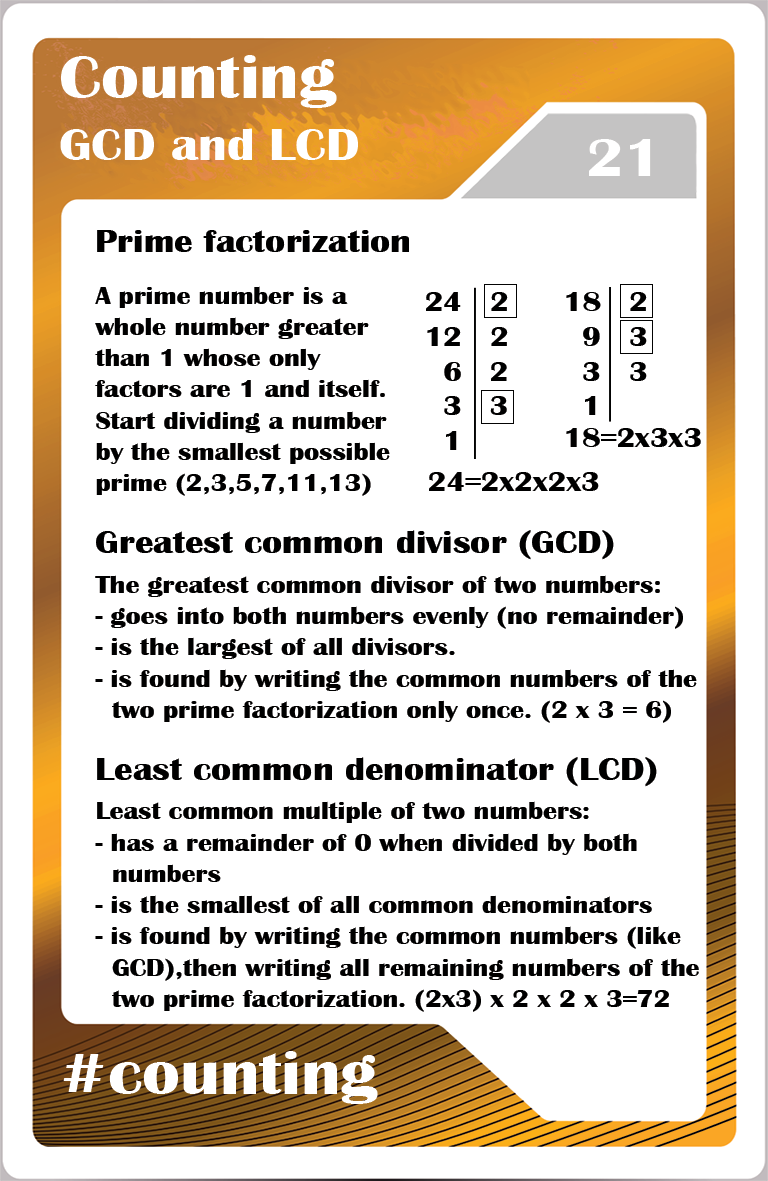 Counting
GCD and LCD
21
Prime factorization
A prime number is a
whole number greater
than 1 whose only
factors are 1 and itself.
Start dividing a number
by the smallest possible
prime (2,3,5,7,11,13)
24 2
12 2
6 2
3 3
1
24=2x2x2x3
18 2
9 3
3 3
1
18=2x3x3
Greatest common divisor (GCD)
The greatest common divisor of two numbers:
- goes into both numbers evenly (no remainder)
- is the largest of all divisors.
- is found by writing the common numbers of the
two prime factorization only once. (2 x 3 = 6)
Least common denominator (LCD)
Least common multiple of two numbers:
- has a remainder of 0 when divided by both
numbers
- is the smallest of all common denominators
- is found by writing the common numbers (like
GCD),then writing all remaining numbers of the
two prime factorization. (2x3) x 2 x 2 x 3=72
#counting